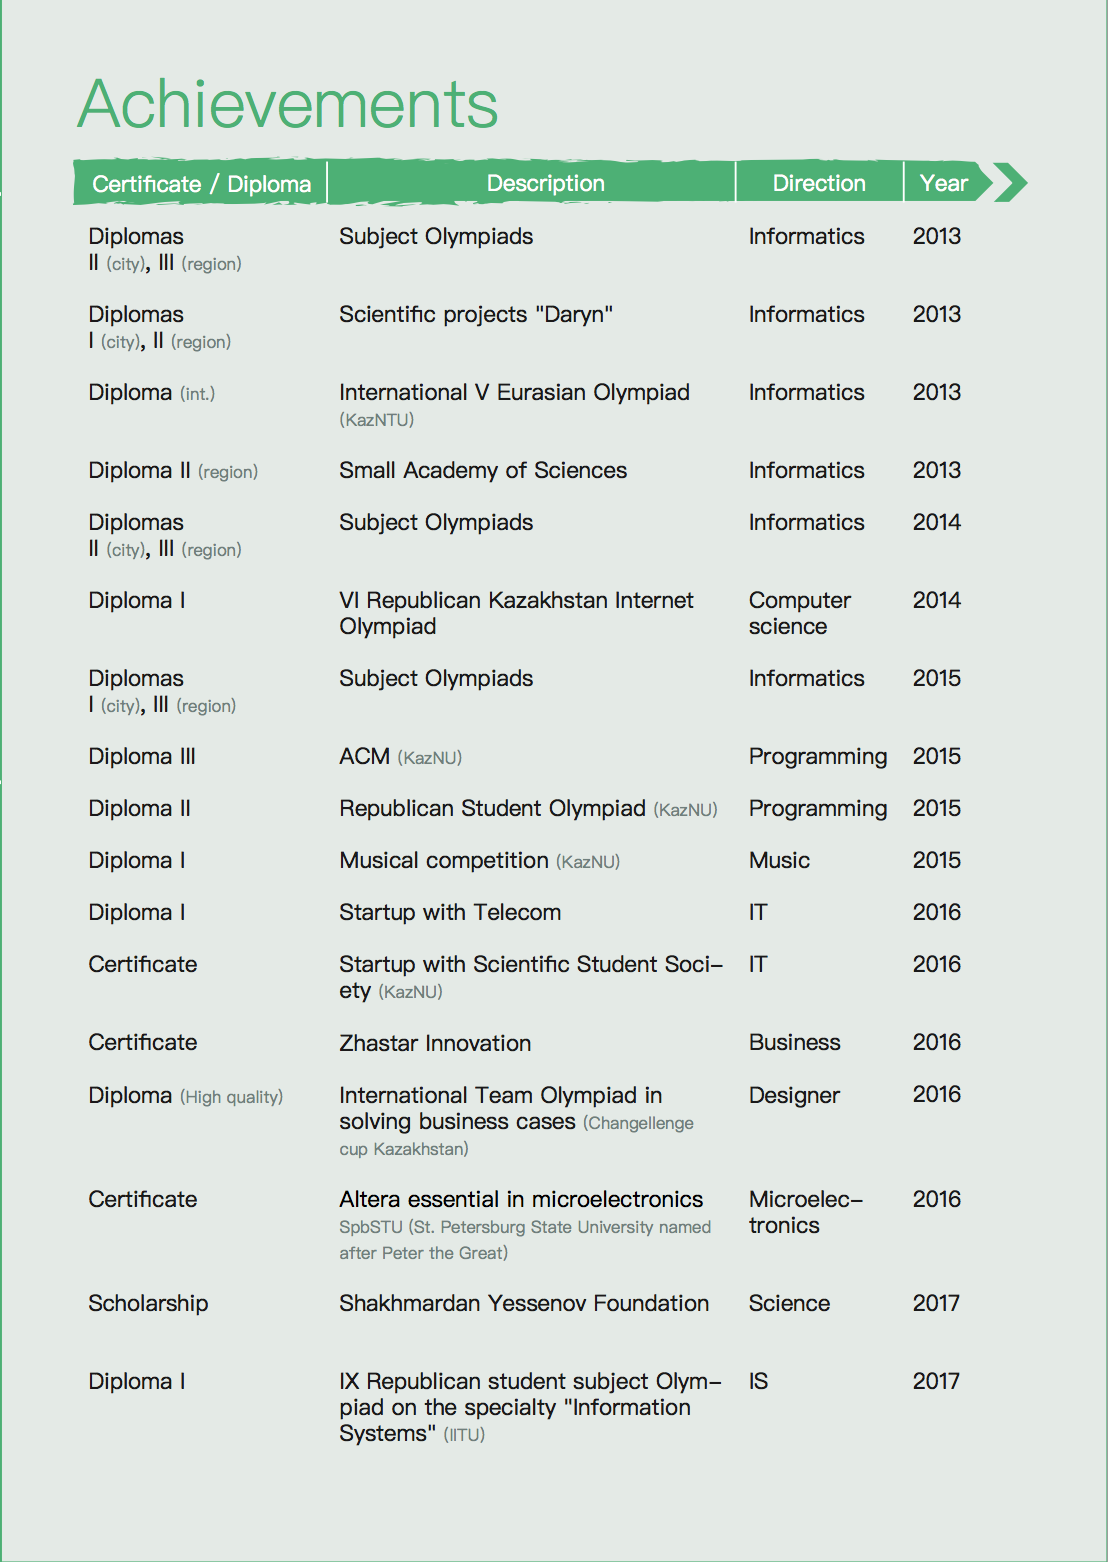 Achievements
Certificate / Diploma Description Direction Year
Diplomas Subject Olympiads Informatics 2013
II (city), III (region)
Diplomas Scientific projects "Daryn" Informatics 2013
I (city), II (region)
Diploma (int.) International V Eurasian Olympiad Informatics 2013
(KazNTU)
Diploma II (region) Small Academy of Sciences Informatics 2013
Diplomas Subject Olympiads Informatics 2014
II (city), III (region)
Diploma I VI Republican Kazakhstan Internet Computer 2014
Olympiad science
Diplomas Subject Olympiads Informatics 2015
I (city), III (region)
Diploma III ACM (KazNU) Programming 2015
Diploma II Republican Student Olympiad (KazNU) Programming 2015
Diploma I Musical competition (KazNU) Music 2015
Diploma I Startup with Telecom IT 2016
Certificate Startup with Scientific Student Soci- IT 2016
ety (KazNU)
Certificate Zhastar Innovation Business 2016
Diploma (High quality) International Team Olympiad in Designer 2016
solving business cases (Changellenge
cup Kazakhstan)
Certificate Altera essential in microelectronics Microelec- 2016
SpbSTU (St. Petersburg State University named tronics
after Peter the Great)
Scholarship Shakhmardan Yessenov Foundation Science 2017
Diploma I IX Republican student subject Olym- IS 2017
piad on the specialty "Information
Systems" (IITU)